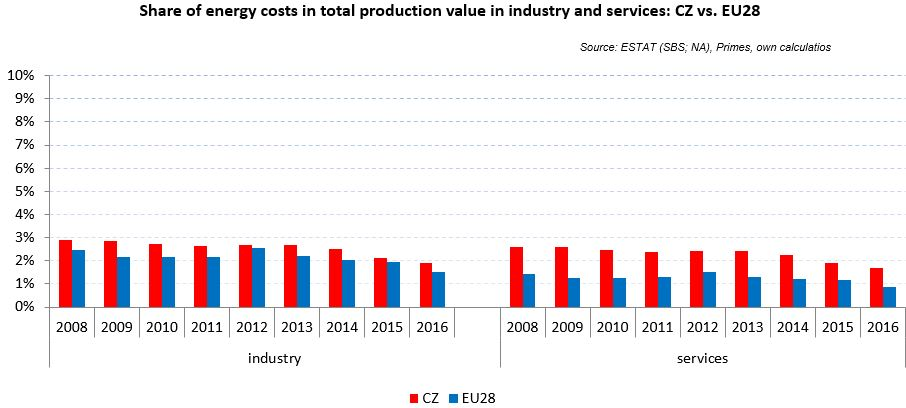 Share of energy costs in total production value in industry and services: CZ vs. EU28
Source: ESTAT (SBS; NA), Primes, own calculatios
10%
9%
8%
7%
6%
5%
4%
3%
2%
1%
0%
2008 2009 2010 2011 2012 2013 2014 2015 2016 2008 2009 2010 2011 2012 2013 2014 2015 2016
industry services
CZ EU28